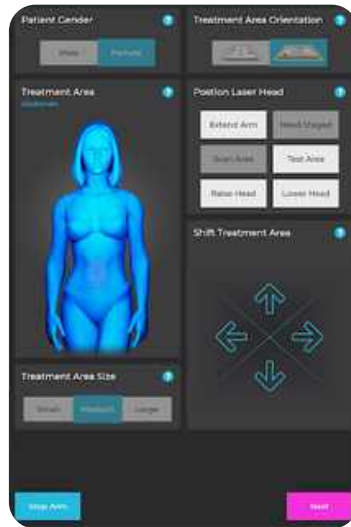 Patient Gender
Male
Female
Treatment Area Orientation
Treatment Area
abdomen
Postion Laser Head
Extend Arm
Head Staged
Scan Area
Test Area
Raise Head
Lower Head
Shift Treatment Area
Treatment Area Size
Small
Medium
Large
Stop Arm
Next